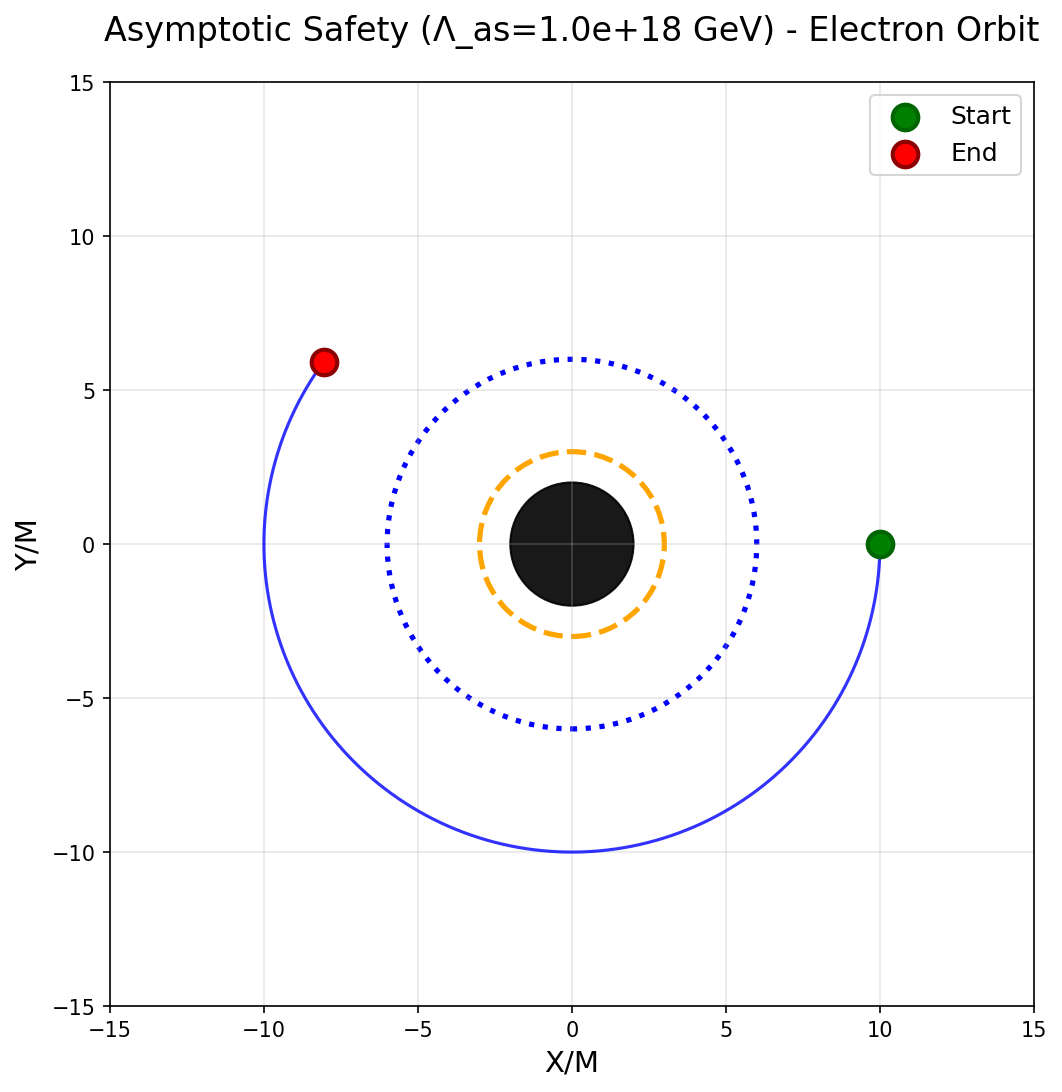 Asymptotic Safety (Λ_as=1.0e+18 GeV) - Electron Orbit
Start
End
15
10
5
0
−5
−10
−15
Y/M
−15 −10 −5 0 5 10 15
X/M